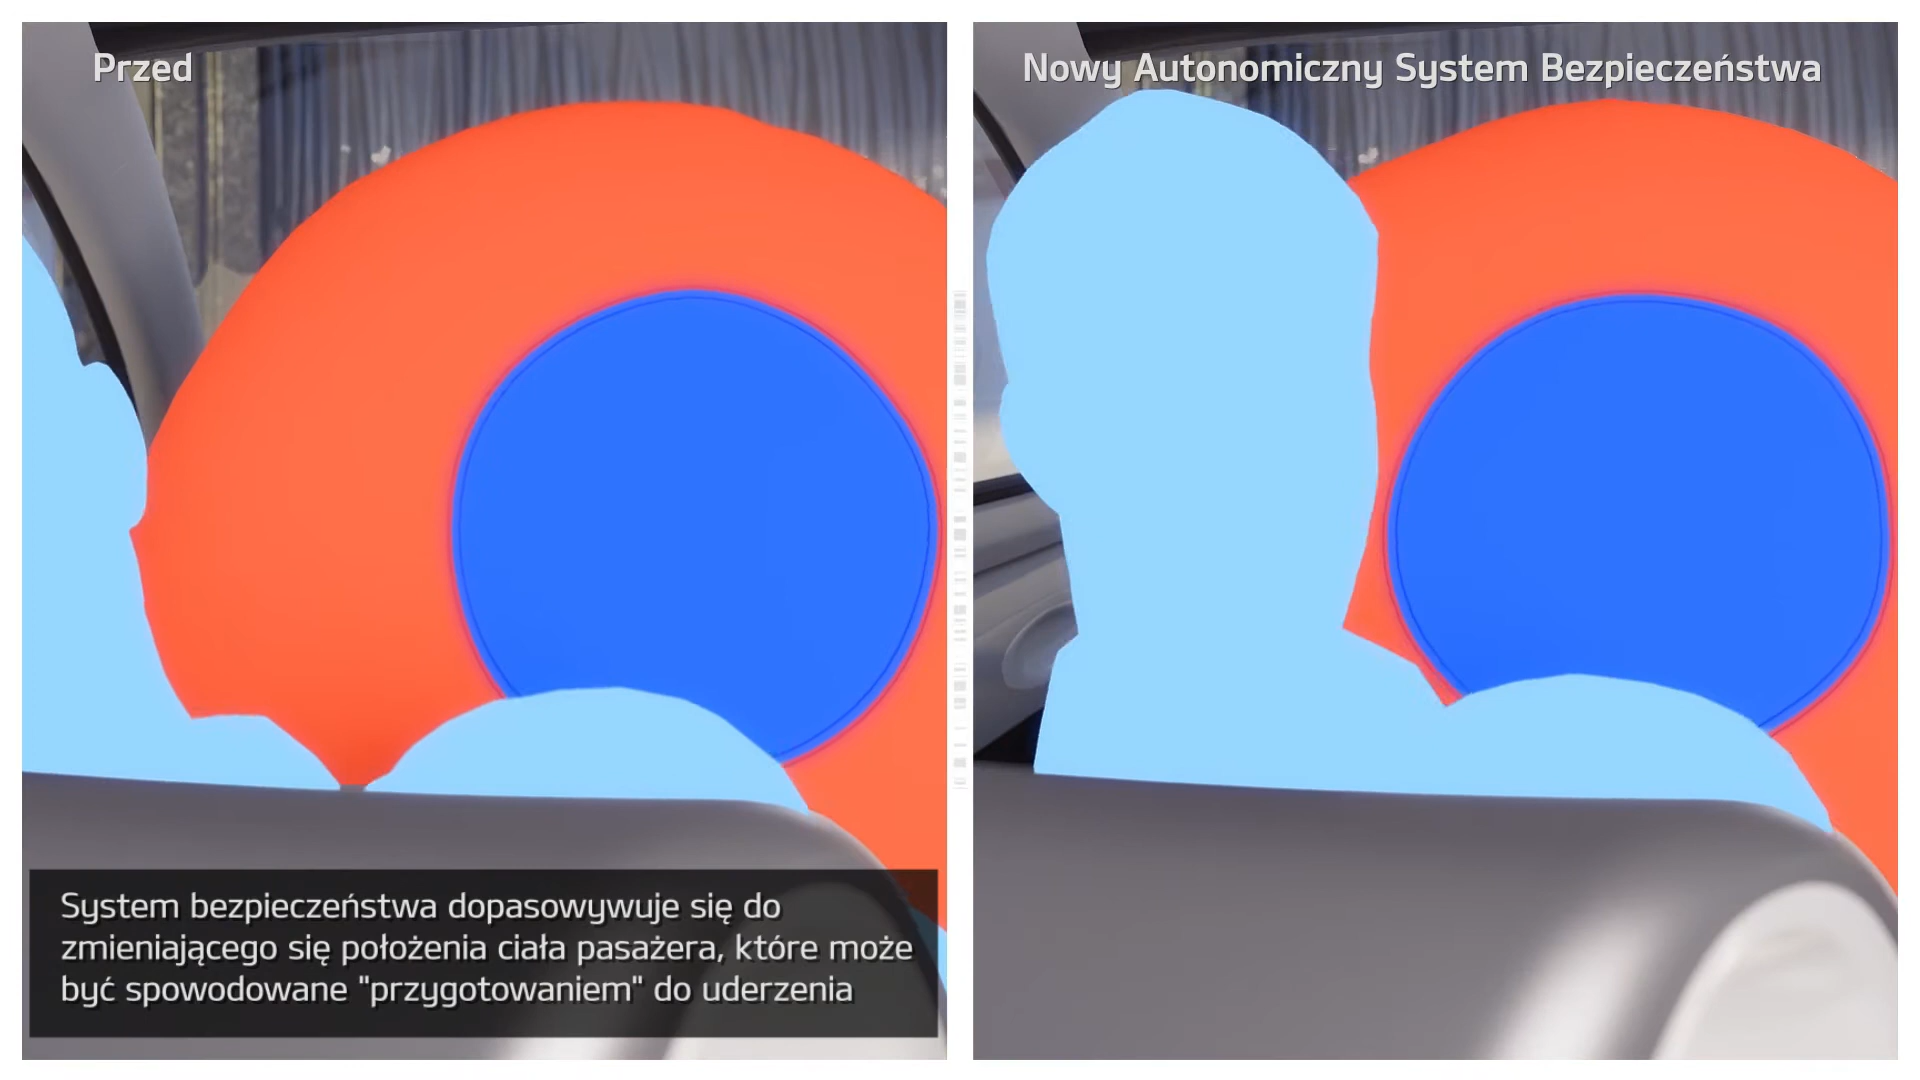 Przed
Nowy Autonomiczny System Bezpieczeństwa
System bezpieczeństwa dopasowywuje się do
zmieniającego się położenia ciała pasażera, które może
być spowodowane "przygotowaniem" do uderzenia